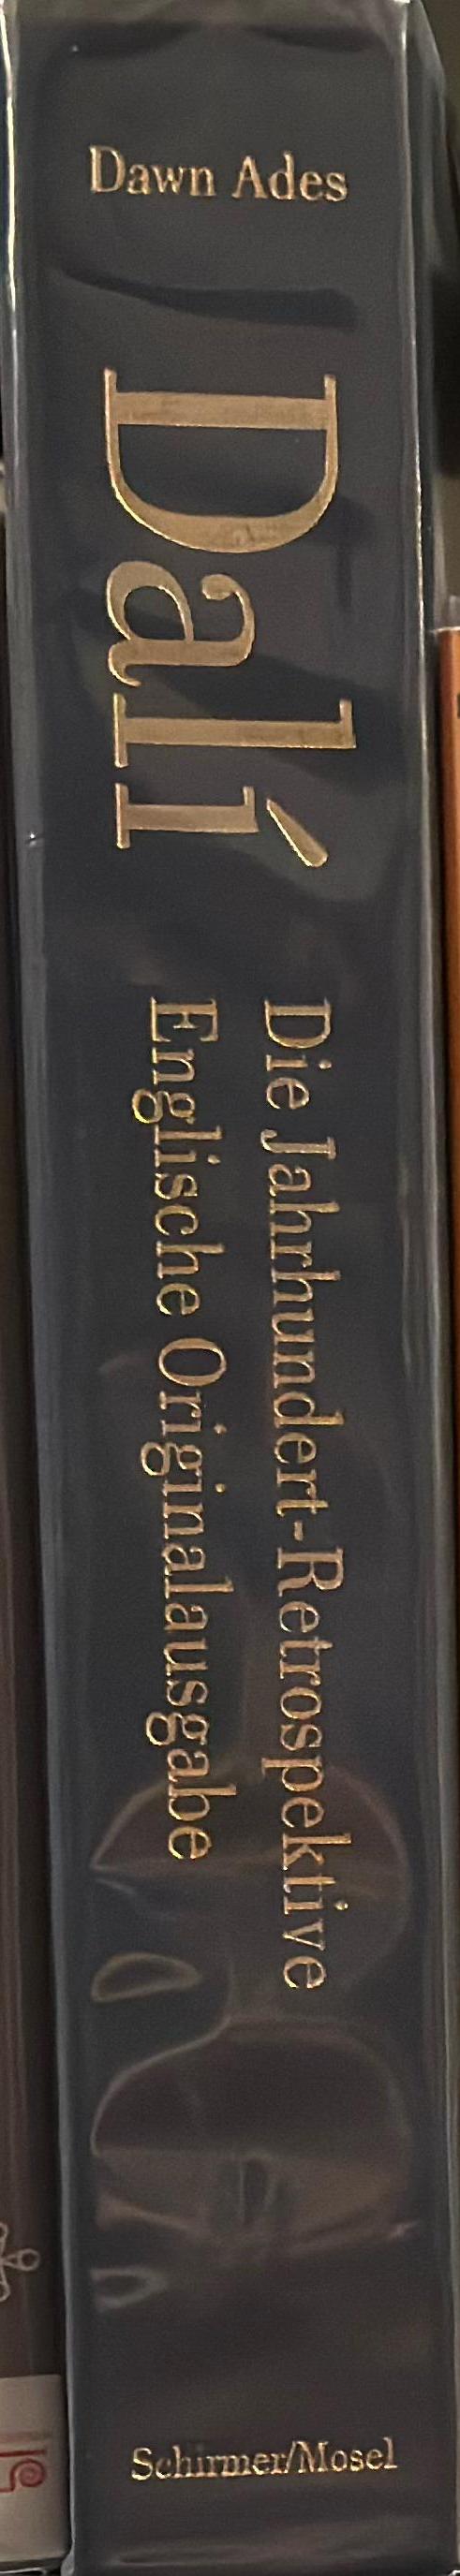 Dawn Ades
Dalí
Die Jahrhundert-Retrospektive
Englische Originalausgabe
Schirmer/Mosel